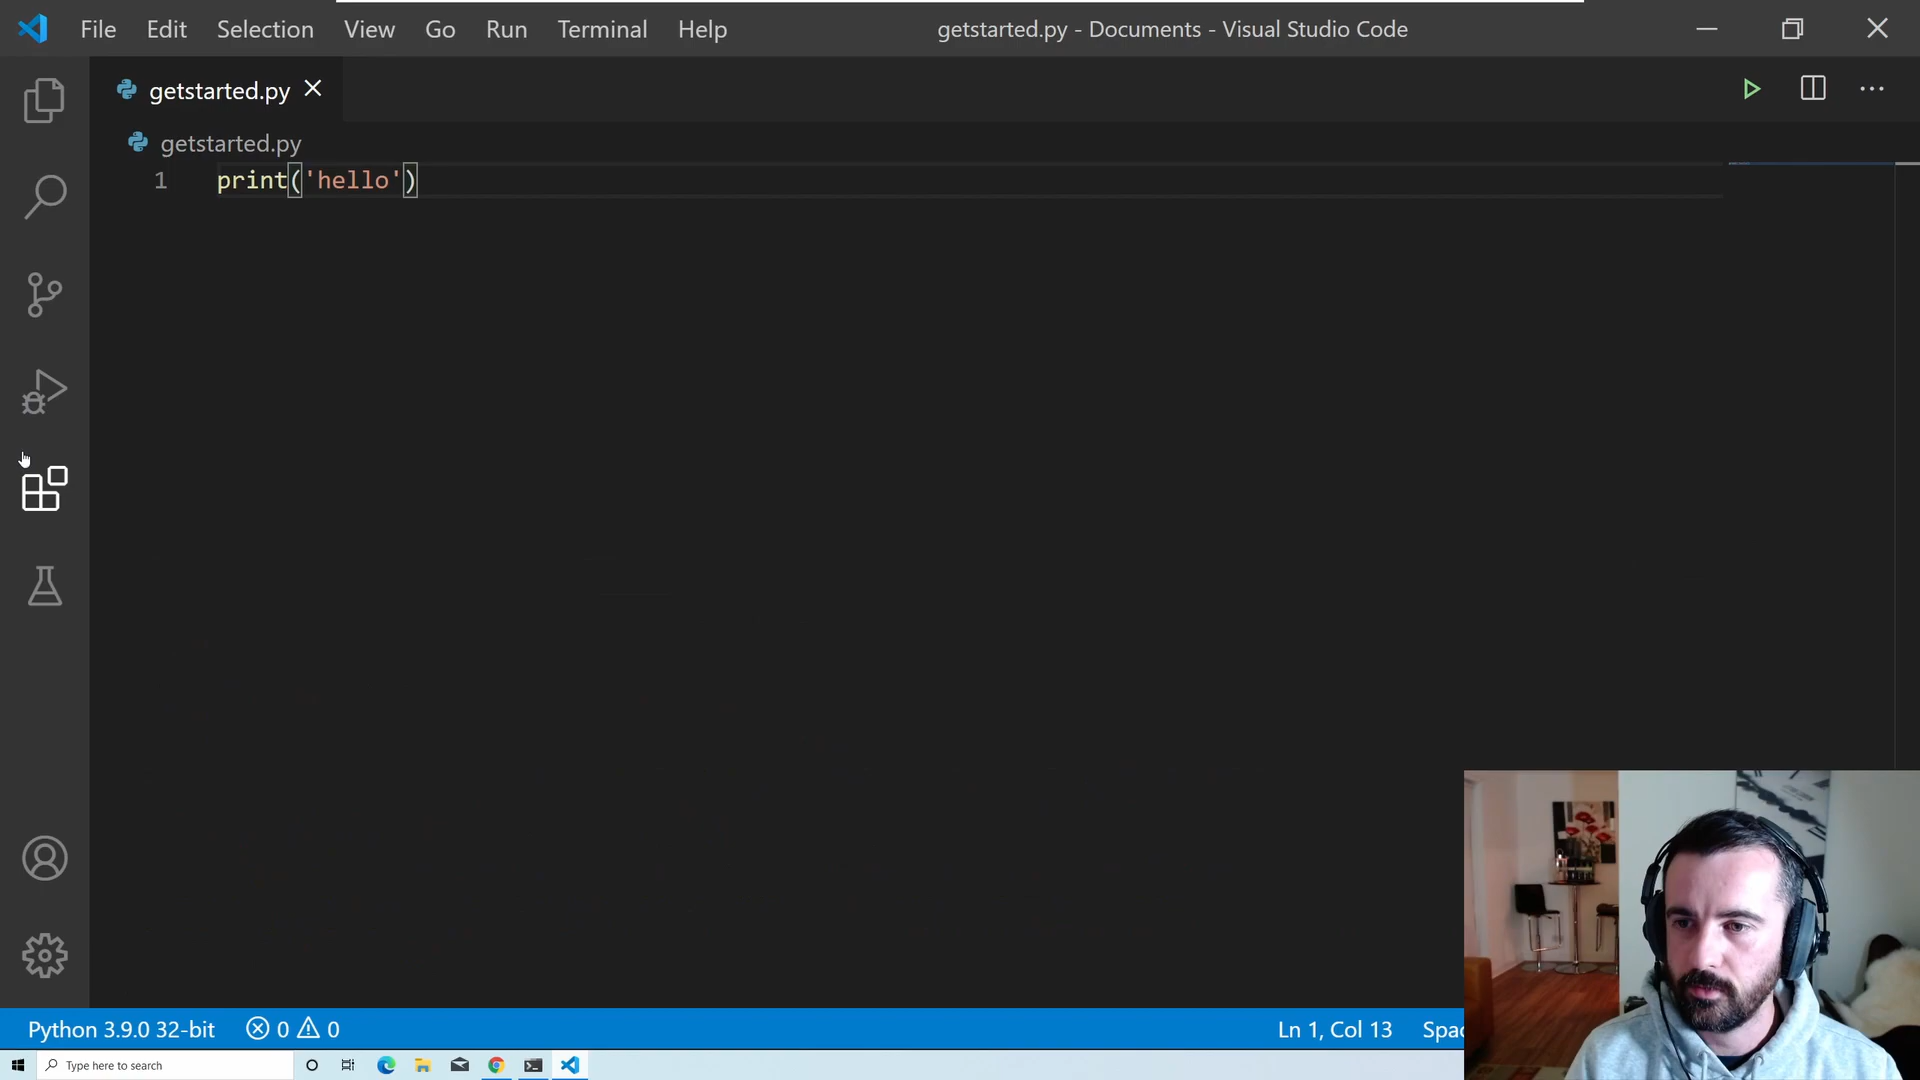 File Edit Selection View Go Run Terminal Help getstarted.py - Documents - Visual Studio Code
getstarted.py
getstarted.py
1 print('hello')
Python 3.9.0 32-bit 0 0 Ln 1, Col 13 Spac
Type here to search